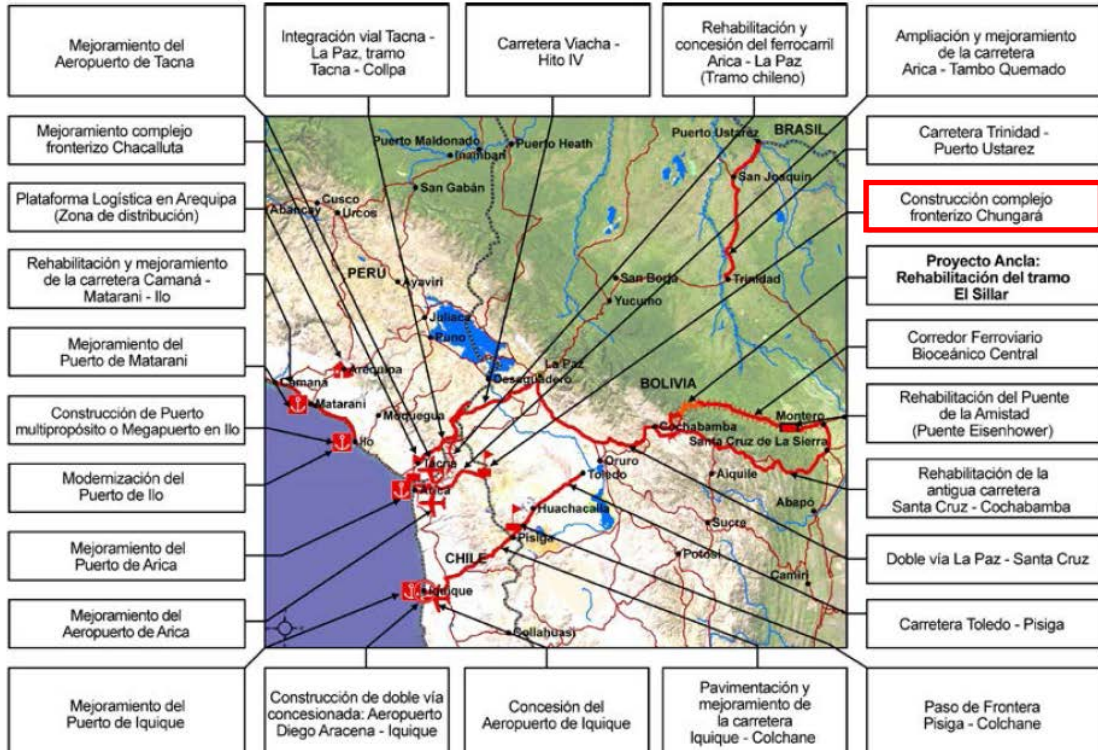 Mejoramiento del
Aeropuerto de Tacna
Integración vial Tacna -
La Paz, tramo
Tacna - Collpa
Carretera Viacha -
Hito IV
Rehabilitación y
concesión del ferrocarril
Arica - La Paz
(Tramo chileno)
Ampliación y mejoramiento
de la carretera
Arica - Tambo Quemado
Mejoramiento complejo
fronterizo Chacalluta
Plataforma Logística en Arequipa
(Zona de distribución)
Rehabilitación y mejoramiento
de la carretera Camaná -
Matarani - Ilo
Mejoramiento del
Puerto de Matarani
Construcción de Puerto
multipropósito o Megapuerto en Ilo
Modernización del
Puerto de Ilo
Mejoramiento del
Puerto de Arica
Mejoramiento del
Aeropuerto de Arica
Puerto Maldonado
Inambari
Puerto Heath
Puerto Ustarez
BRASIL
San Joaquín
San Gabán
Cusco
Abancay
Urcos
PERU
Ayaviri
San Borja
Trinidad
Yucumo
Juliaca
Puno
La Paz
Desaguadero
BOLIVIA
Arequipa
Camaná
Matarani
Moquegua
Montero
Cochabamba
Santa Cruz de La Sierra
Ilo
Tacna
Oruro
Toledo
Aiquile
Arica
Huachacalla
Abapó
Sucre
Pisiga
CHILE
Potosí
Camiri
Iquique
Collahuasi
Carretera Trinidad -
Puerto Ustarez
Construcción complejo
fronterizo Chungará
Proyecto Ancla:
Rehabilitación del tramo
El Sillar
Corredor Ferroviario
Bioceánico Central
Rehabilitación del Puente
de la Amistad
(Puente Eisenhower)
Rehabilitación de la
antigua carretera
Santa Cruz - Cochabamba
Doble vía La Paz - Santa Cruz
Carretera Toledo - Pisiga
Mejoramiento del
Puerto de Iquique
Construcción de doble vía
concesionada: Aeropuerto
Diego Aracena - Iquique
Concesión del
Aeropuerto de Iquique
Pavimentación y
mejoramiento de
la carretera
Iquique - Colchane
Paso de Frontera
Pisiga - Colchane